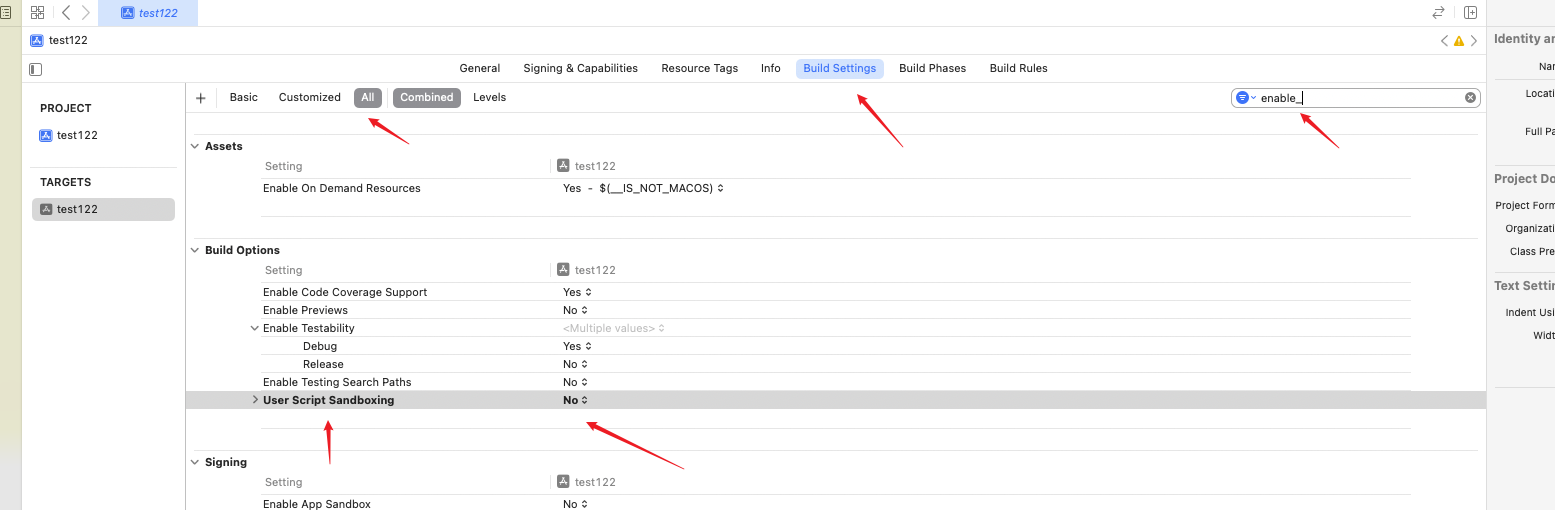 test122
test122
General Signing & Capabilities Resource Tags Info Build Settings Build Phases Build Rules
Basic Customized All Combined Levels enable_
PROJECT
test122
TARGETS
test122
Assets
Setting test122
Enable On Demand Resources Yes - $(__IS_NOT_MACOS)
Build Options
Setting test122
Enable Code Coverage Support Yes
Enable Previews No
Enable Testability <Multiple values>
Debug Yes
Release No
Enable Testing Search Paths No
User Script Sandboxing No
Signing
Setting test122
Enable App Sandbox No
Identity an
Nar
Locati
Full Pa
Project Do
Project Form
Organizati
Class Pre
Text Settin
Indent Usi
Widt